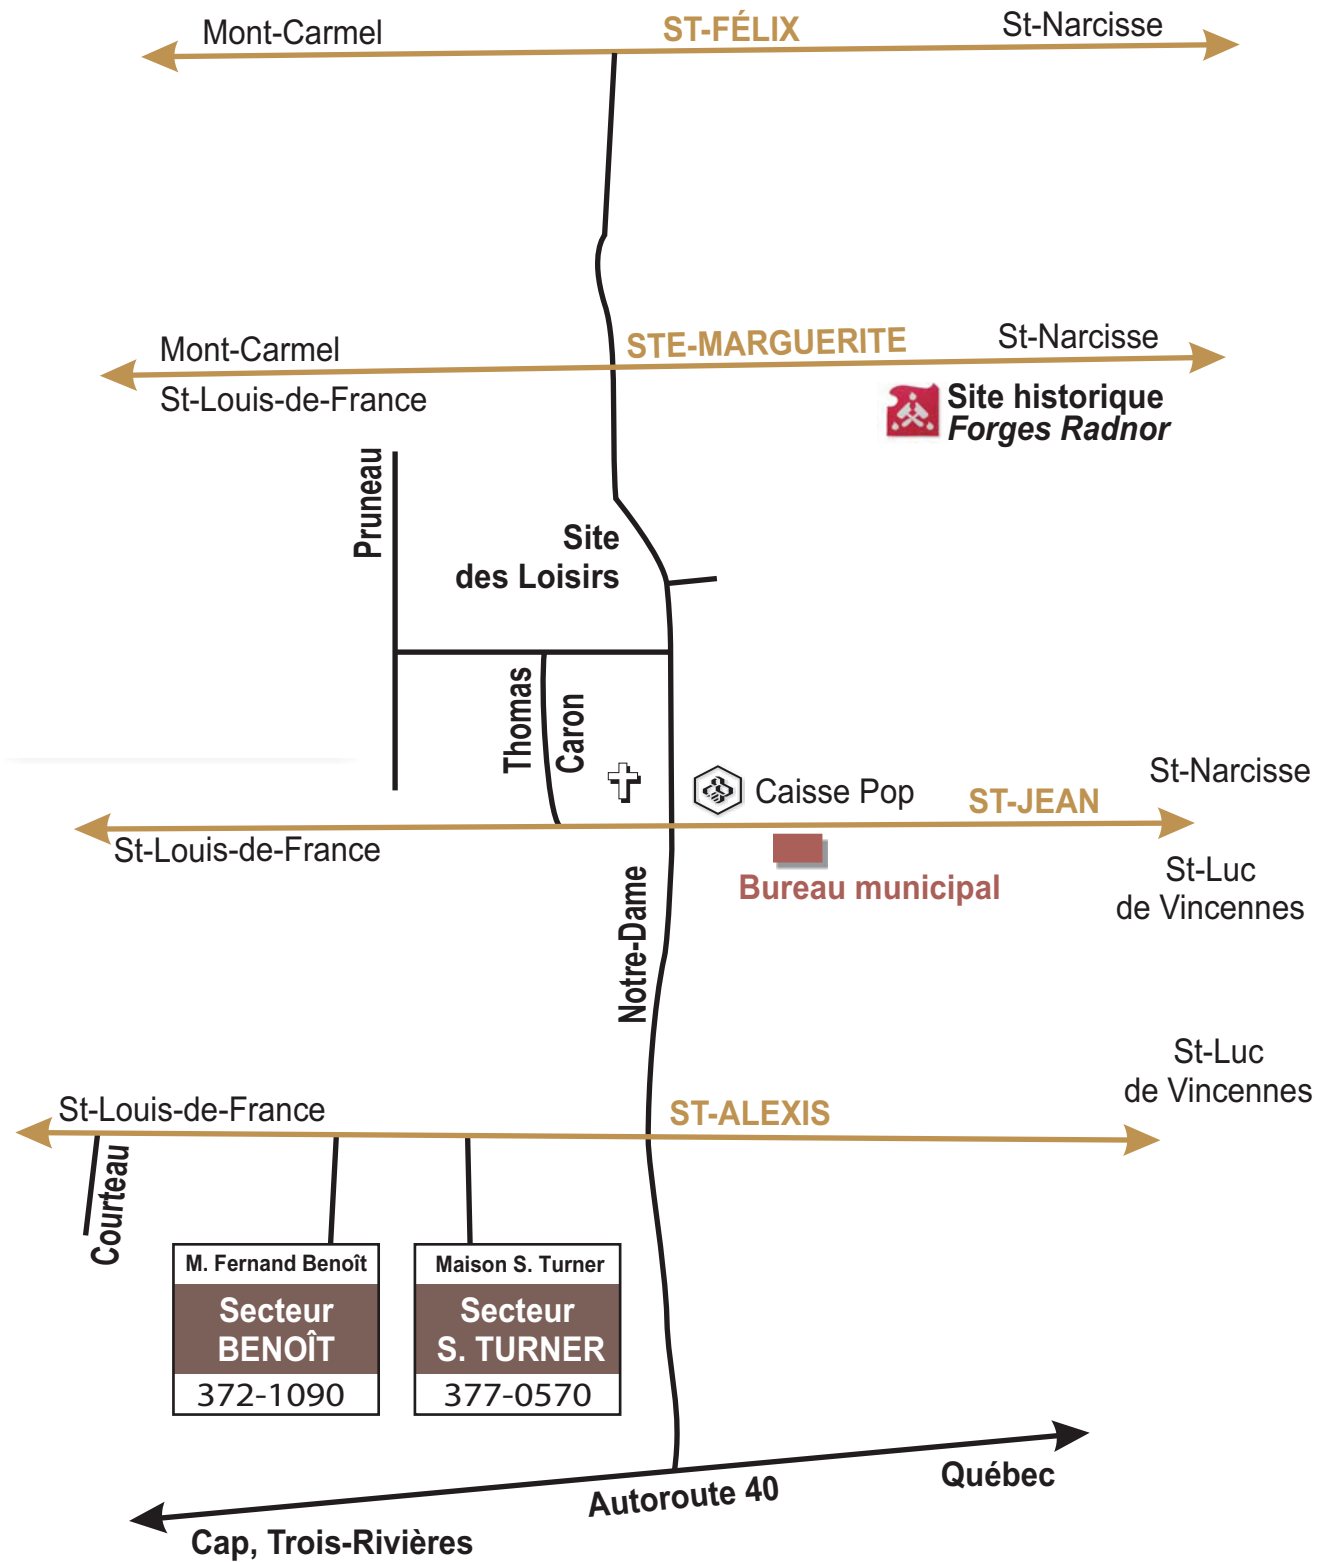 Mont-Carmel
ST-FÉLIX
St-Narcisse
Mont-Carmel
STE-MARGUERITE
St-Narcisse
St-Louis-de-France
Site historique
Forges Radnor
Pruneau
Site
des Loisirs
Thomas
Caron
Caisse Pop
ST-JEAN
St-Narcisse
St-Louis-de-France
Bureau municipal
St-Luc
de Vincennes
Notre-Dame
St-Louis-de-France
ST-ALEXIS
St-Luc
de Vincennes
Courteau
M. Fernand Benoît
Secteur
BENOÎT
372-1090
Maison S. Turner
Secteur
S. TURNER
377-0570
Autoroute 40
Québec
Cap, Trois-Rivières